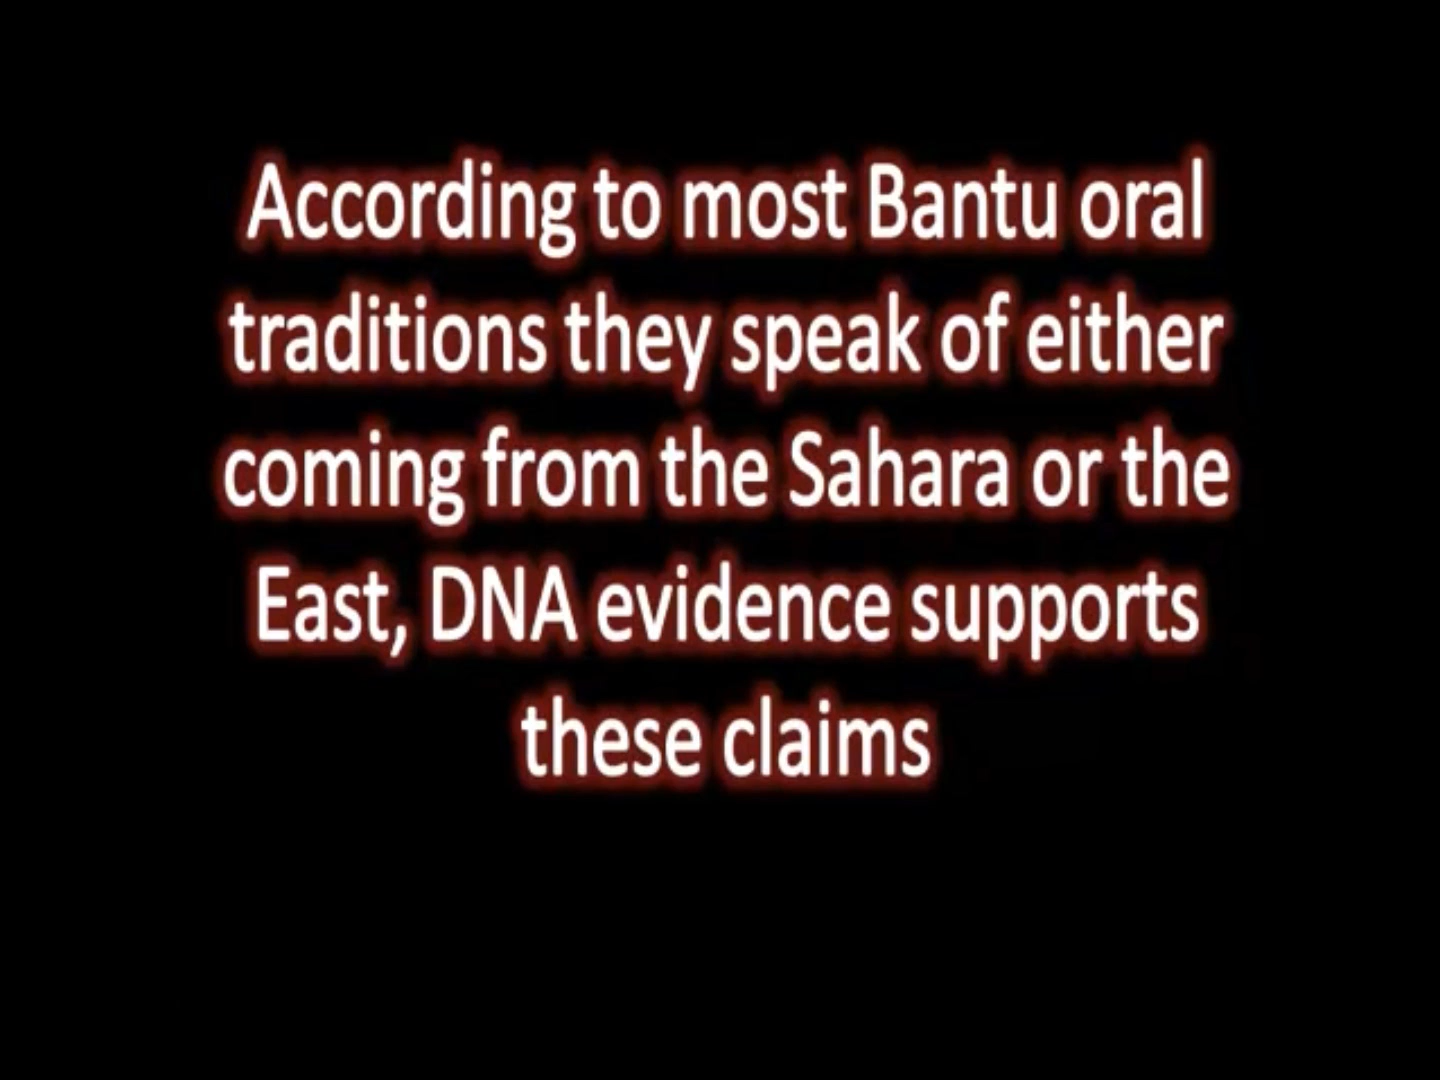 According to most Bantu oral
traditions they speak of either
coming from the Sahara or the
East, DNA evidence supports
these claims